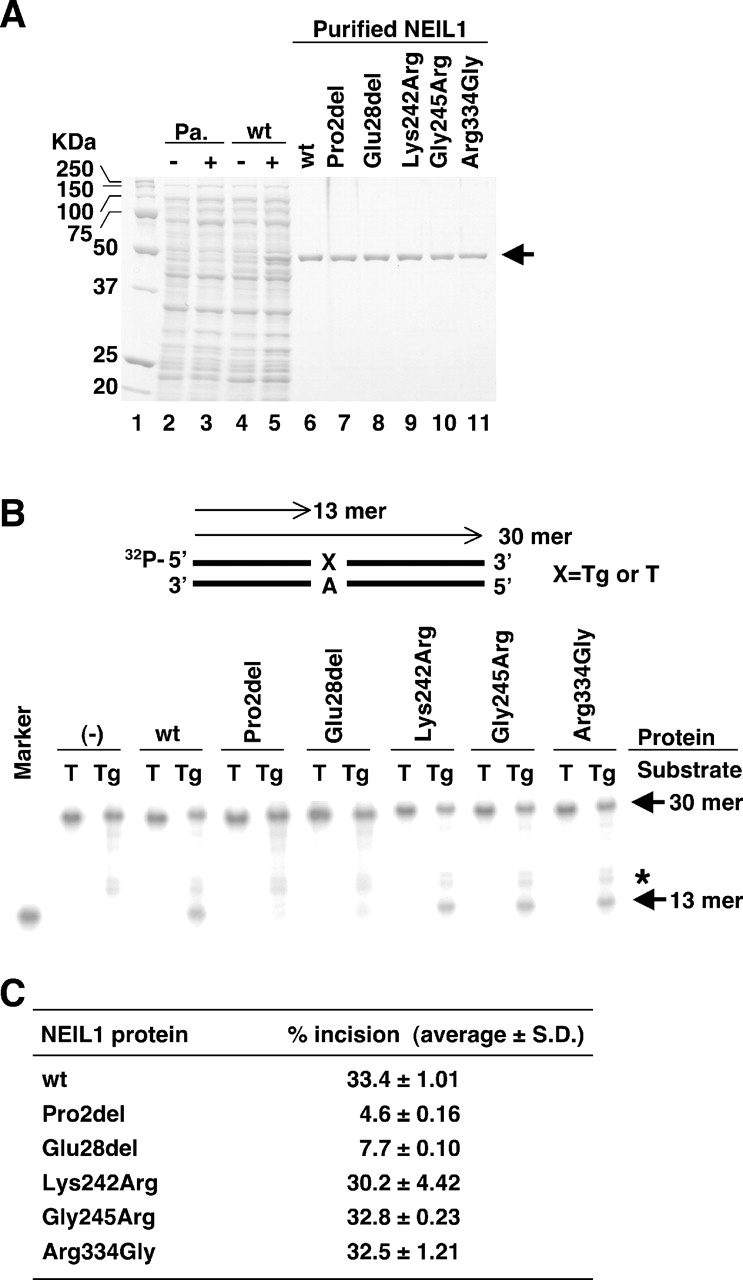 A
Purified NEIL1
KDa
Pa.
wt
- + - +
wt
Pro2del
Glu28del
Lys242Arg
Gly245Arg
Arg334Gly
250
150
100
75
50
37
25
20
1 2 3 4 5 6 7 8 9 10 11
B
13 mer
30 mer
32P- 5’ X 3’
3’ A 5’
X=Tg or T
Marker
(-)
wt
Pro2del
Glu28del
Lys242Arg
Gly245Arg
Arg334Gly
Protein
T Tg T Tg T Tg T Tg T Tg T Tg T Tg Substrate
30 mer
*
13 mer
C
NEIL1 protein % incision (average ± S.D.)
wt 33.4 ± 1.01
Pro2del 4.6 ± 0.16
Glu28del 7.7 ± 0.10
Lys242Arg 30.2 ± 4.42
Gly245Arg 32.8 ± 0.23
Arg334Gly 32.5 ± 1.21